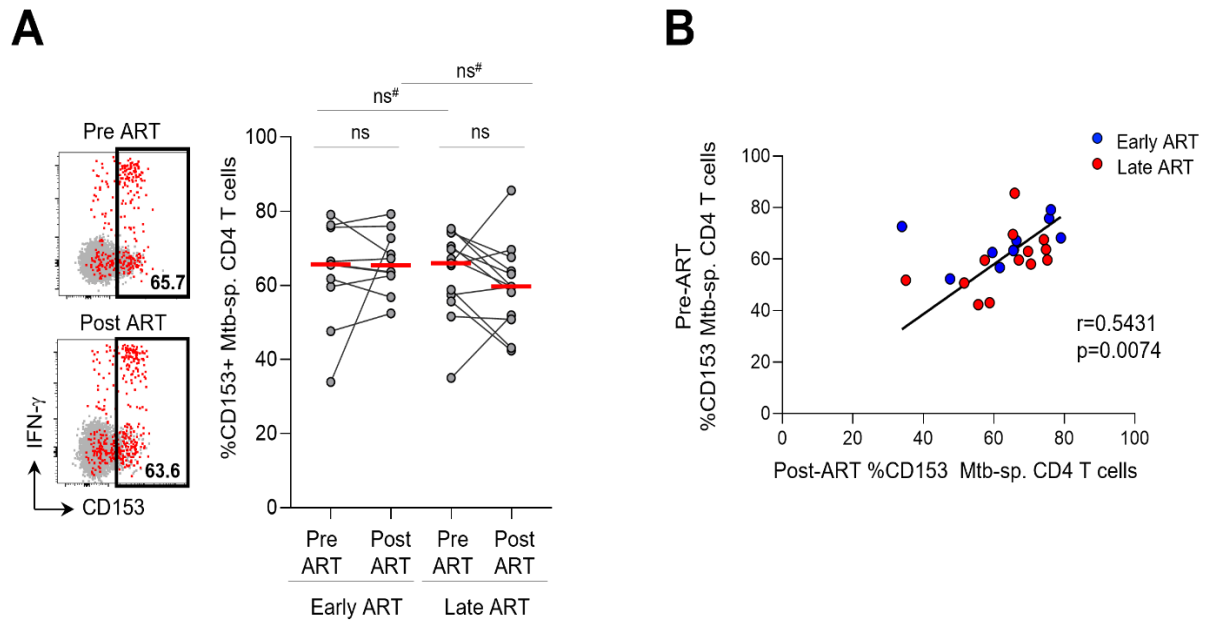 A
Pre ART
65.7
Post ART
63.6
IFN-γ
CD153
ns#
ns#
ns
ns
%CD153+ Mtb-sp. CD4 T cells
100
80
60
40
20
0
Pre
ART
Post
ART
Pre
ART
Post
ART
Early ART
Late ART
B
Early ART
Late ART
Pre-ART
%CD153 Mtb-sp. CD4 T cells
100
80
60
40
20
0
r=0.5431
p=0.0074
0
20
40
60
80
100
Post-ART %CD153 Mtb-sp. CD4 T cells